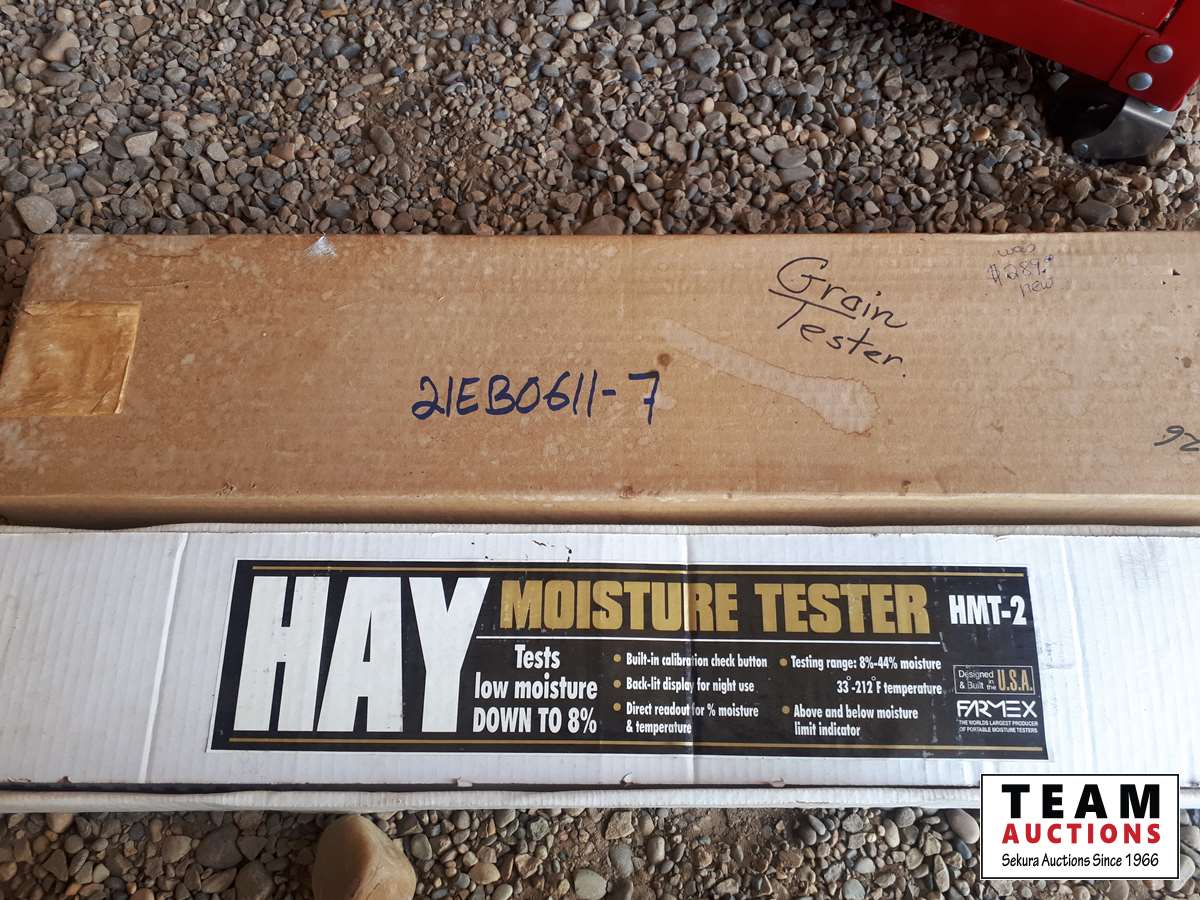 was
$289.⁰
new
Grain
Tester.
21EB0611-7
92
HAY
MOISTURE TESTER
HMT-2
Tests
low moisture
DOWN TO 8%
• Built-in calibration check button
• Back-lit display for night use
• Direct readout for % moisture
& temperature
• Testing range: 8%-44% moisture
33°-212°F temperature
• Above and below moisture
limit indicator
Designed
& Built in the U.S.A.
FARMEX
THE WORLDS LARGEST PRODUCER
OF PORTABLE MOISTURE TESTERS
TEAM
AUCTIONS
Sekura Auctions Since 1966